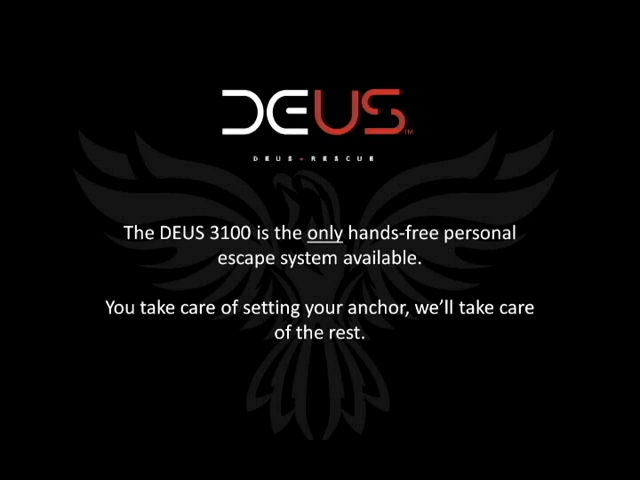 DEUS™
DEUS-RESCUE
The DEUS 3100 is the only hands-free personal
escape system available.
You take care of setting your anchor, we’ll take care
of the rest.